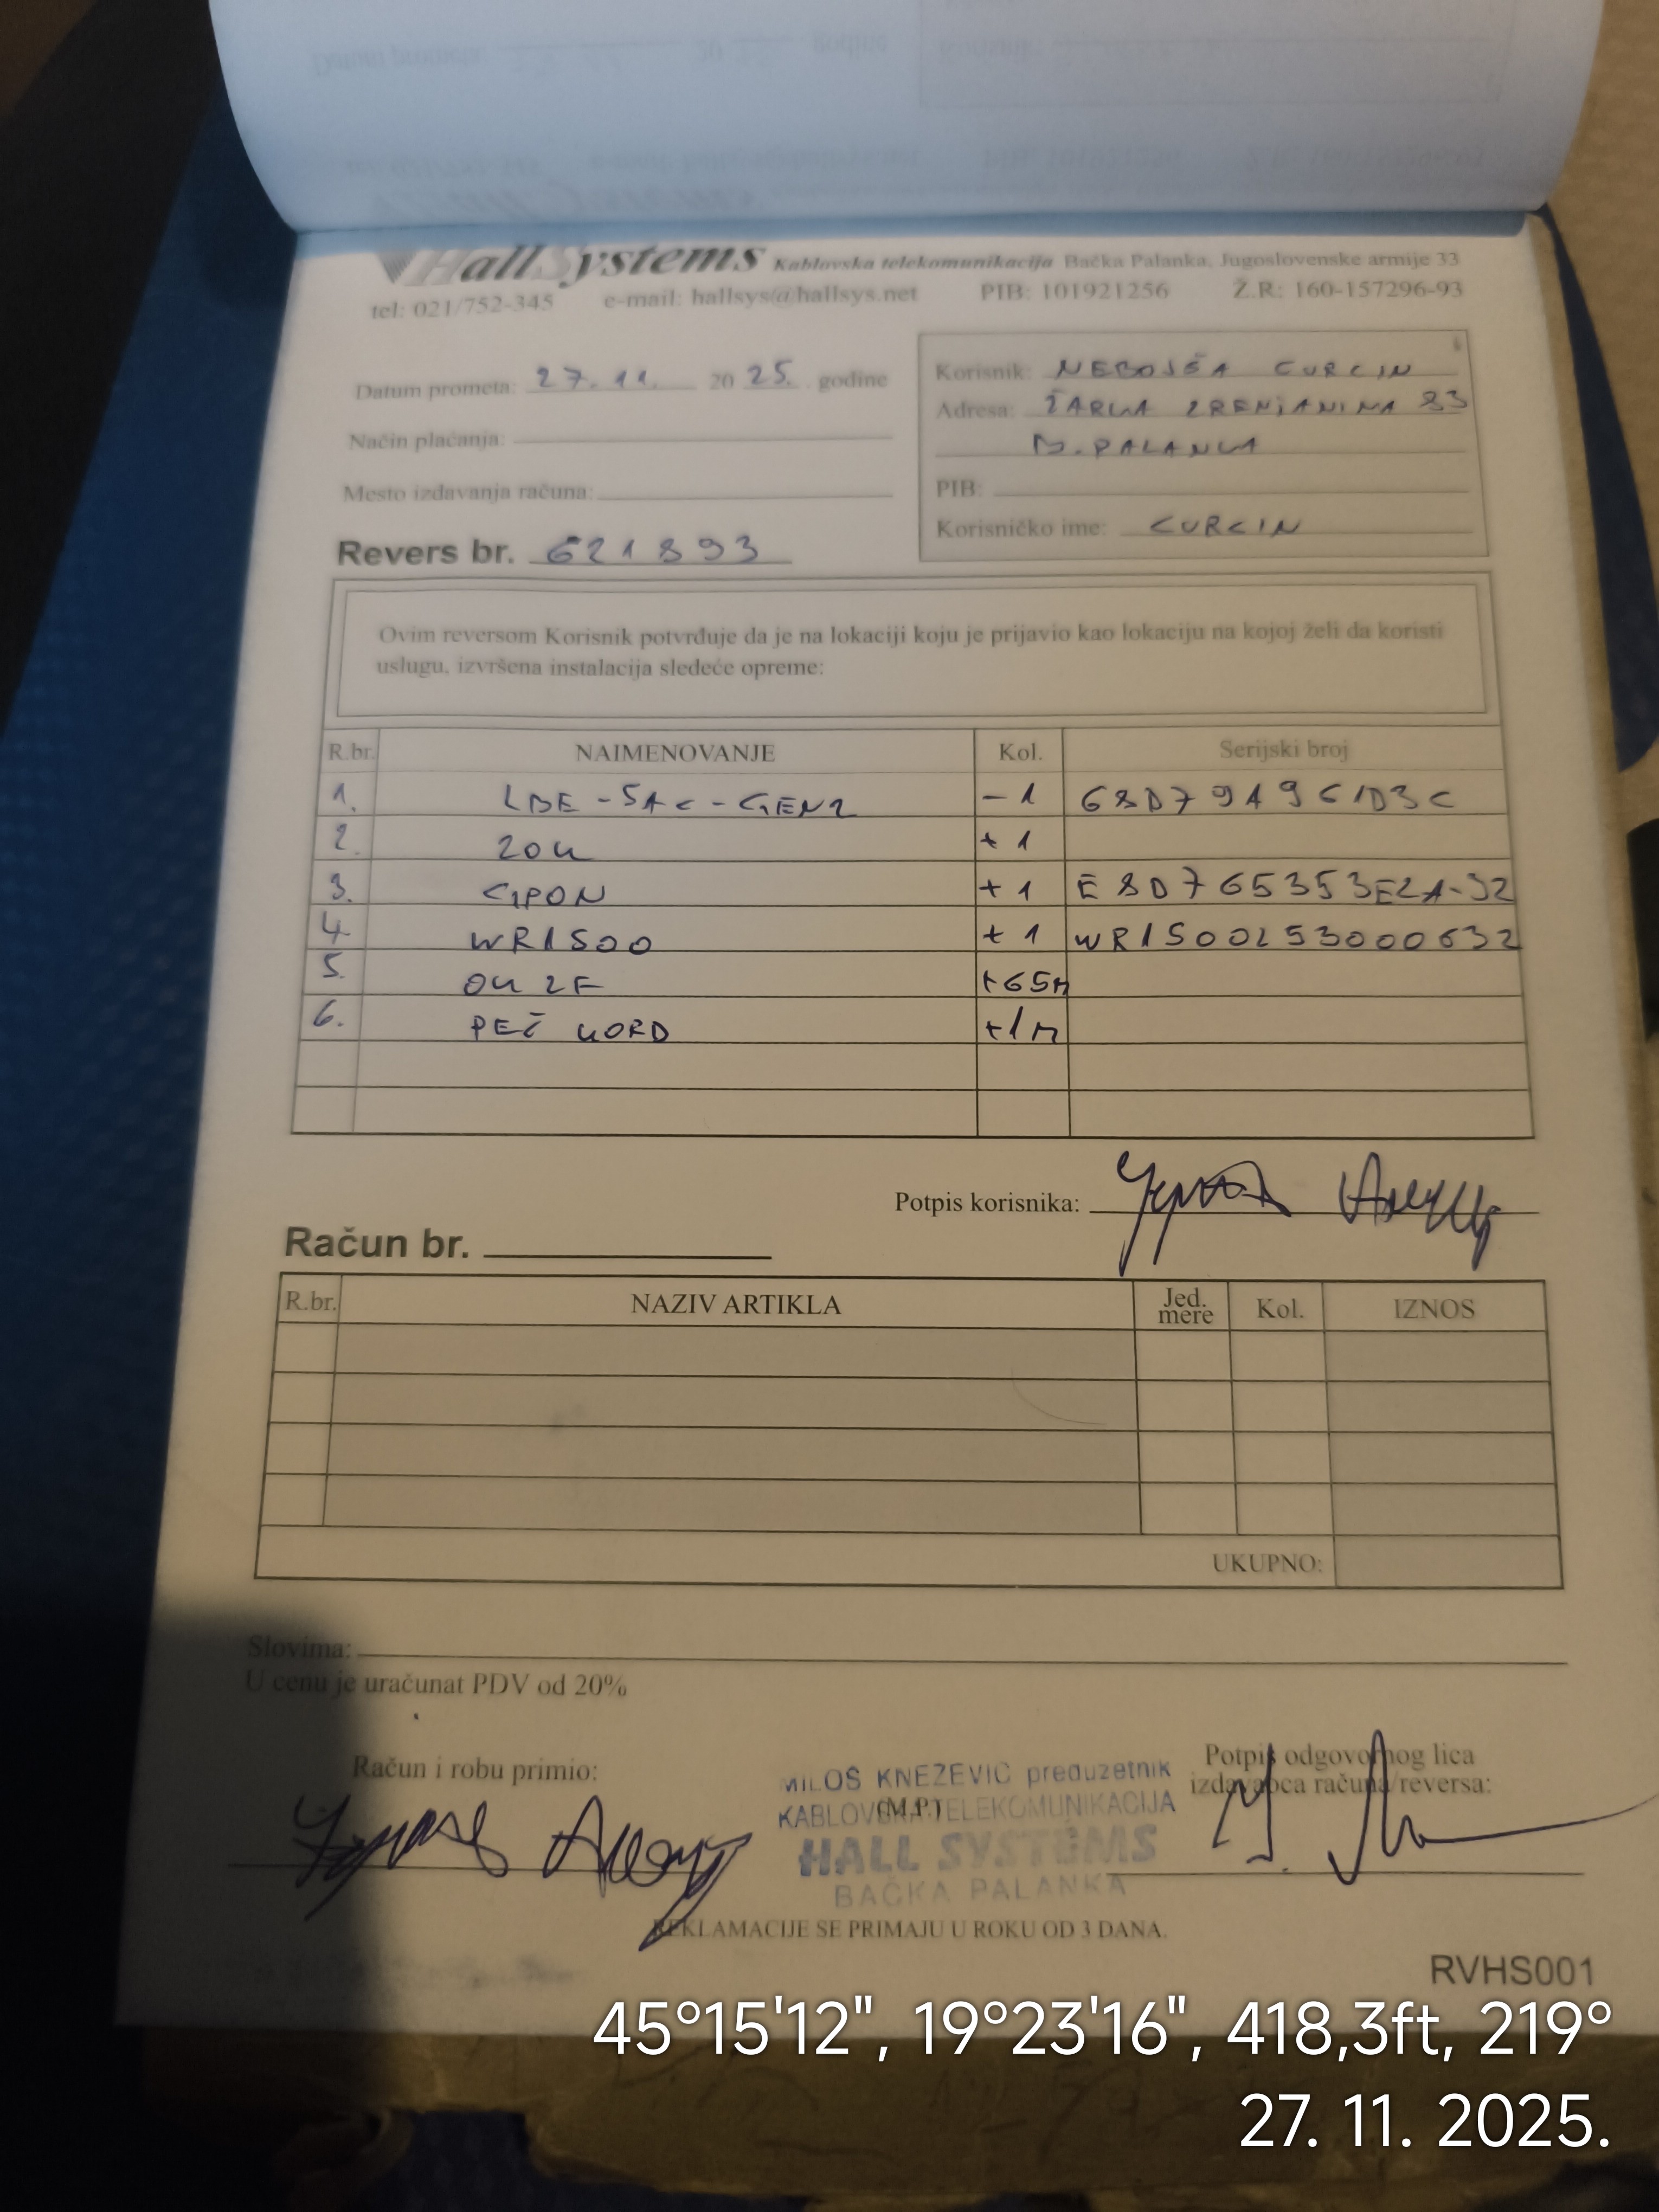 HallSystems Kablovska telekomunikacija Bačka Palanka, Jugoslovenske armije 33
tel: 021/752-345 e-mail: hallsys@hallsys.net PIB: 101921256 Ž.R: 160-157296-93
Datum prometa: 27.11. 2025. godine
Način plaćanja:
Mesto izdavanja računa:
Revers br. 621893
Korisnik: NEBOJŠA CURCIN
Adresa: ŽARKA ZRENJANINA 83
B. PALANKA
PIB:
Korisničko ime: CURCIN
Ovim reversom Korisnik potvrđuje da je na lokaciji koju je prijavio kao lokaciju na kojoj želi da koristi
uslugu, izvršena instalacija sledeće opreme:
R.br. NAIMENOVANJE Kol. Serijski broj
1. LBE-5AC-GEN2 -1 68D79A961D3C
2. ZOK +1
3. GPON +1 E8D765353E2A-32
4. WR1500 +1 WR1500253000632
5. OK 2F +65M
6. PEČ KORD +1M
Potpis korisnika:
Račun br.
R.br. NAZIV ARTIKLA Jed. mere Kol. IZNOS
UKUPNO:
Slovima:
U cenu je uračunat PDV od 20%
Račun i robu primio:
MILOŠ KNEŽEVIĆ preduzetnik
KABLOVSKA TELEKOMUNIKACIJA
(M.P.)
HALL SYSTEMS
BAČKA PALANKA
Potpis odgovornog lica
izdavaoca računa/reversa:
REKLAMACIJE SE PRIMAJU U ROKU OD 3 DANA.
RVHS001
45°15'12", 19°23'16", 418,3ft, 219°
27. 11. 2025.